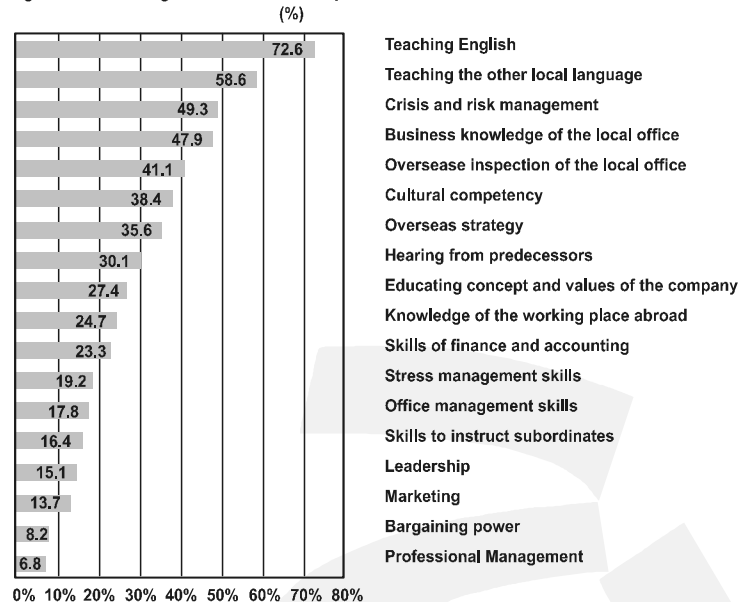 (%)
72.6 Teaching English
58.6 Teaching the other local language
49.3 Crisis and risk management
47.9 Business knowledge of the local office
41.1 Oversease inspection of the local office
38.4 Cultural competency
35.6 Overseas strategy
30.1 Hearing from predecessors
27.4 Educating concept and values of the company
24.7 Knowledge of the working place abroad
23.3 Skills of finance and accounting
19.2 Stress management skills
17.8 Office management skills
16.4 Skills to instruct subordinates
15.1 Leadership
13.7 Marketing
8.2 Bargaining power
6.8 Professional Management
0% 10% 20% 30% 40% 50% 60% 70% 80%